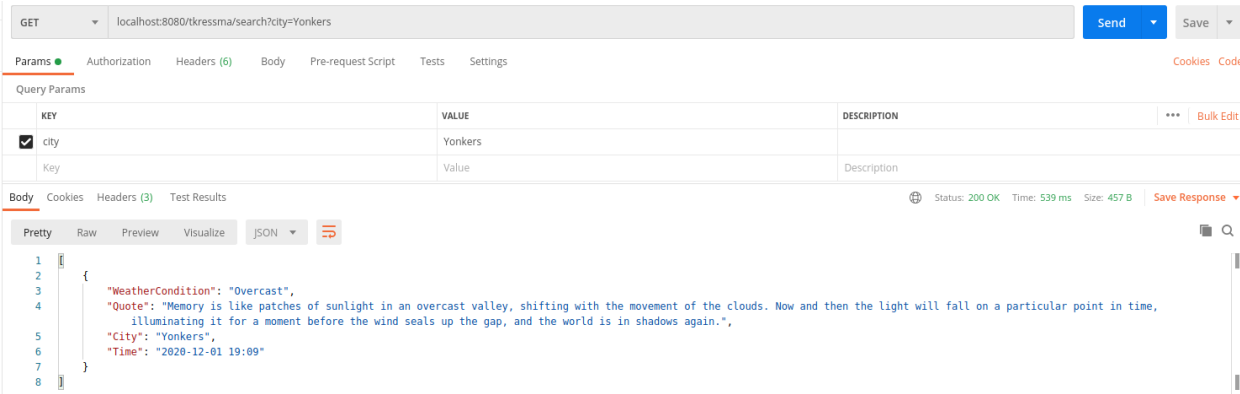 GET localhost:8080/tkressma/search?city=Yonkers Send Save
Params Authorization Headers (6) Body Pre-request Script Tests Settings Cookies Code
Query Params
KEY VALUE DESCRIPTION ••• Bulk Edit
city Yonkers
Key Value Description
Body Cookies Headers (3) Test Results Status: 200 OK Time: 539 ms Size: 457 B Save Response
Pretty Raw Preview Visualize JSON
1 [
2 {
3 "WeatherCondition": "Overcast",
4 "Quote": "Memory is like patches of sunlight in an overcast valley, shifting with the movement of the clouds. Now and then the light will fall on a particular point in time,
illuminating it for a moment before the wind seals up the gap, and the world is in shadows again.",
5 "City": "Yonkers",
6 "Time": "2020-12-01 19:09"
7 }
8 ]